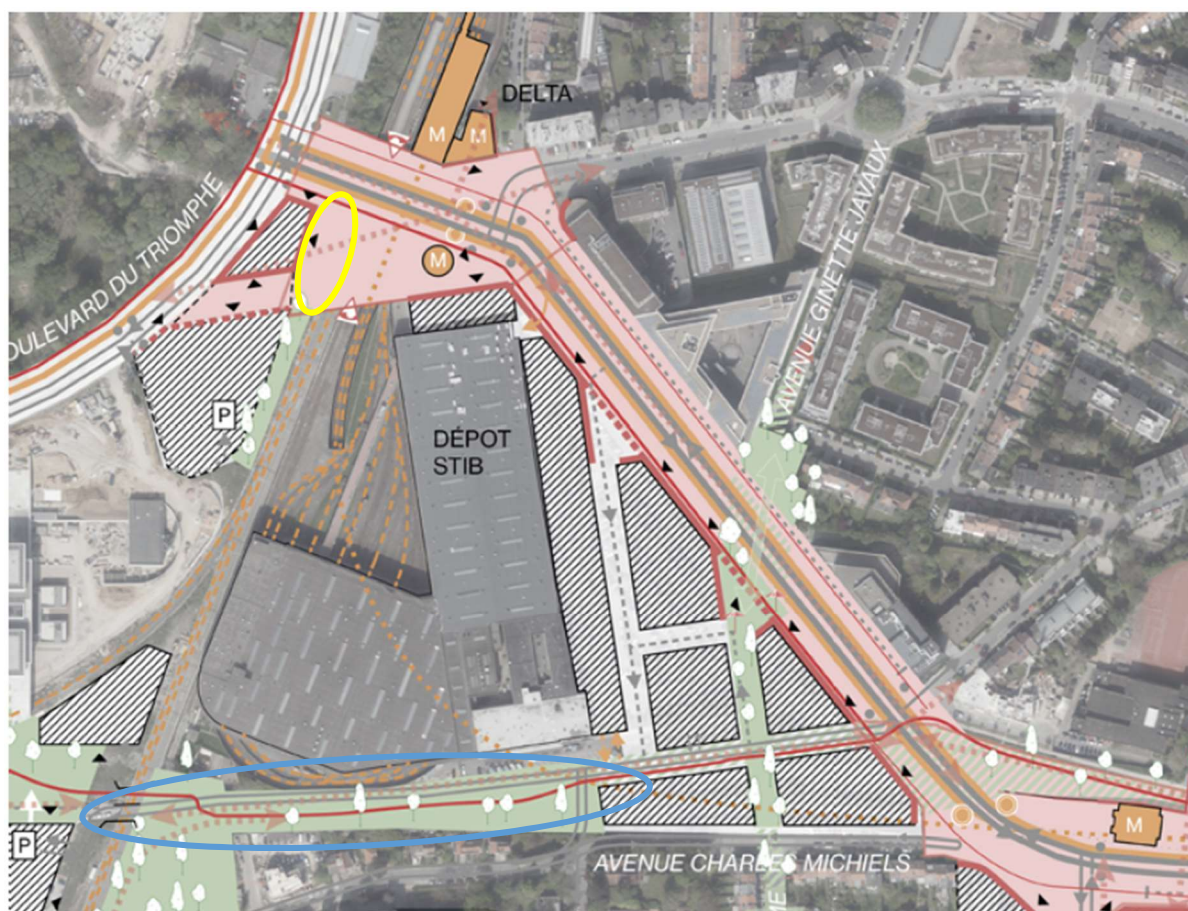 DELTA
M
M
BOULEVARD DU TRIOMPHE
M
AVENUE GINETTE JAVAUX
P
DÉPOT
STIB
M
P
AVENUE CHARLES MICHIELS